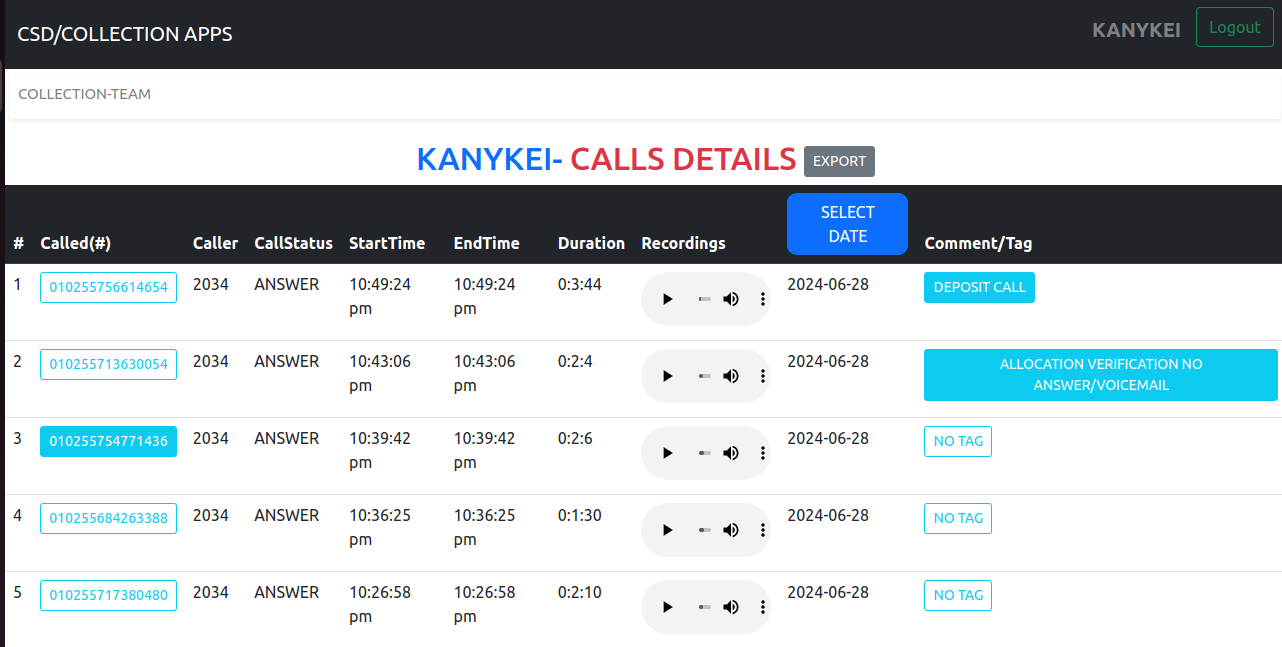 CSD/COLLECTION APPS
KANYKEI
Logout
COLLECTION-TEAM
KANYKEI- CALLS DETAILS EXPORT
# Called(#) Caller CallStatus StartTime EndTime Duration Recordings SELECT DATE Comment/Tag
1 010255756614654 2034 ANSWER 10:49:24 pm 10:49:24 pm 0:3:44 2024-06-28 DEPOSIT CALL
2 010255713630054 2034 ANSWER 10:43:06 pm 10:43:06 pm 0:2:4 2024-06-28 ALLOCATION VERIFICATION NO ANSWER/VOICEMAIL
3 010255754771436 2034 ANSWER 10:39:42 pm 10:39:42 pm 0:2:6 2024-06-28 NO TAG
4 010255684263388 2034 ANSWER 10:36:25 pm 10:36:25 pm 0:1:30 2024-06-28 NO TAG
5 010255717380480 2034 ANSWER 10:26:58 pm 10:26:58 pm 0:2:10 2024-06-28 NO TAG